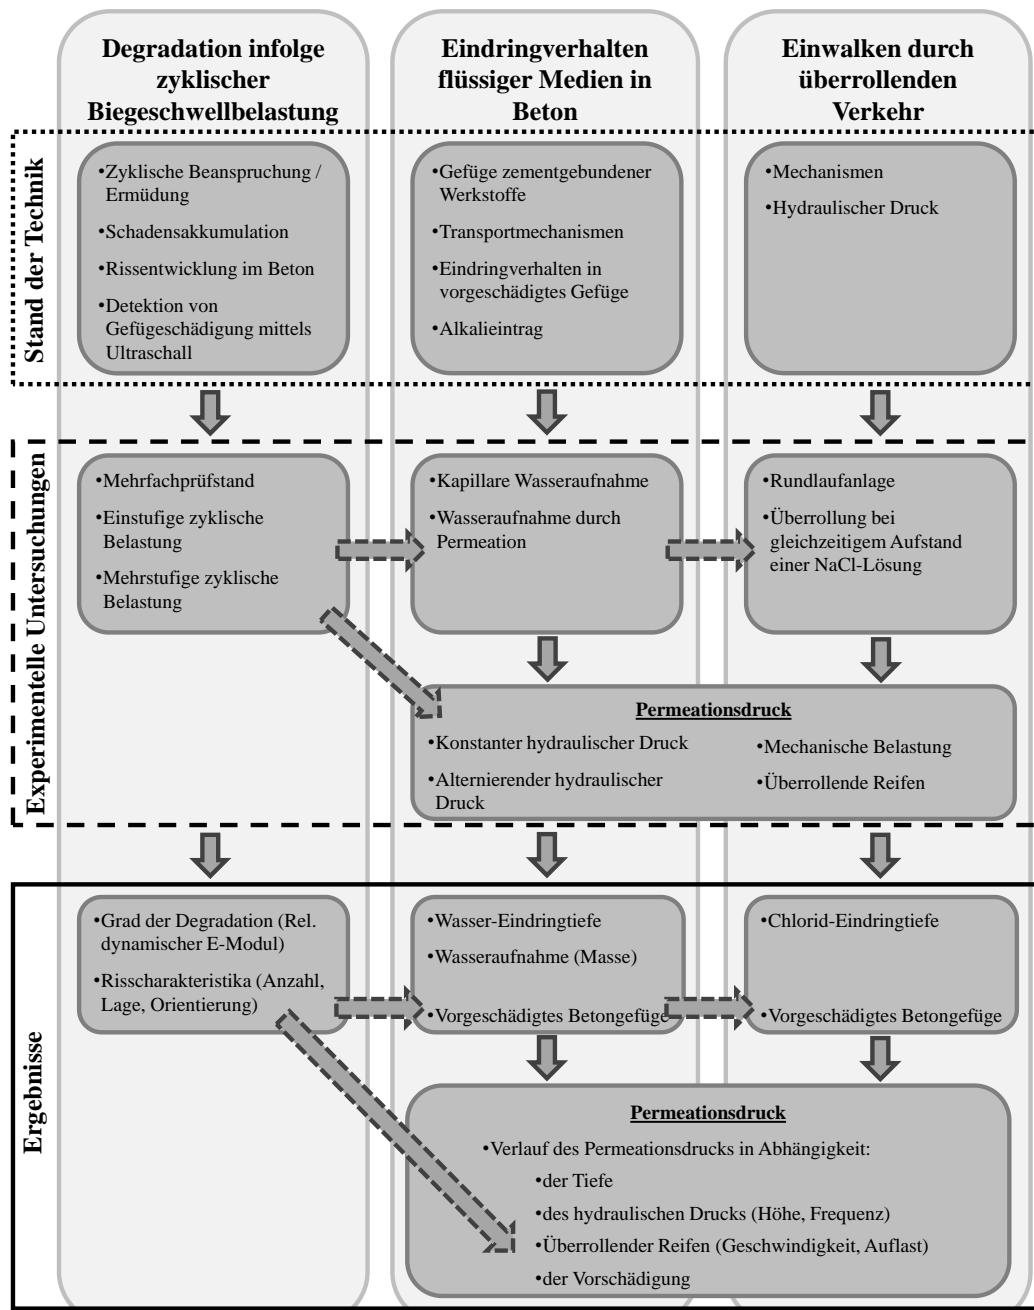 Degradation infolge
zyklischer
Biegeschwellbelastung
Eindringverhalten
flüssiger Medien in
Beton
Einwalken durch
überrollenden
Verkehr
Stand der Technik
•Zyklische Beanspruchung /
Ermüdung
•Schadensakkumulation
•Rissentwicklung im Beton
•Detektion von
Gefügeschädigung mittels
Ultraschall
•Gefüge zementgebundener
Werkstoffe
•Transportmechanismen
•Eindringverhalten in
vorgeschädigtes Gefüge
•Alkalieintrag
•Mechanismen
•Hydraulischer Druck
Experimentelle Untersuchungen
•Mehrfachprüfstand
•Einstufige zyklische
Belastung
•Mehrstufige zyklische
Belastung
•Kapillare Wasseraufnahme
•Wasseraufnahme durch
Permeation
•Rundlaufanlage
•Überrollung bei
gleichzeitigem Aufstand
einer NaCl-Lösung
Permeationsdruck
•Konstanter hydraulischer Druck
•Alternierender hydraulischer
Druck
•Mechanische Belastung
•Überrollende Reifen
Ergebnisse
•Grad der Degradation (Rel.
dynamischer E-Modul)
•Risscharakteristika (Anzahl,
Lage, Orientierung)
•Wasser-Eindringtiefe
•Wasseraufnahme (Masse)
•Vorgeschädigtes Betongefüge
•Chlorid-Eindringtiefe
•Vorgeschädigtes Betongefüge
Permeationsdruck
•Verlauf des Permeationsdrucks in Abhängigkeit:
•der Tiefe
•des hydraulischen Drucks (Höhe, Frequenz)
•Überrollender Reifen (Geschwindigkeit, Auflast)
•der Vorschädigung